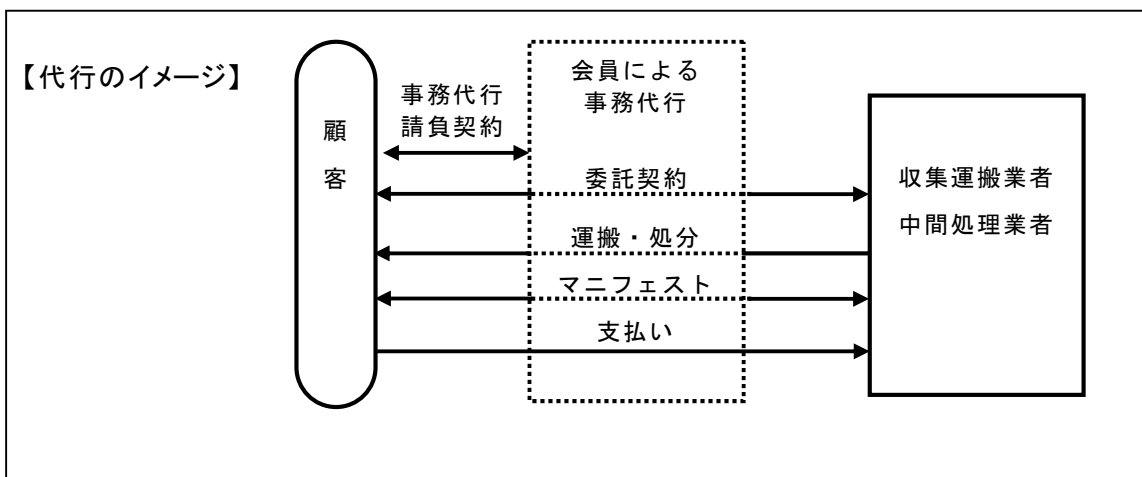 【代行のイメージ】
顧客
事務代行
請負契約
会員による
事務代行
委託契約
運搬・処分
マニフェスト
支払い
収集運搬業者
中間処理業者